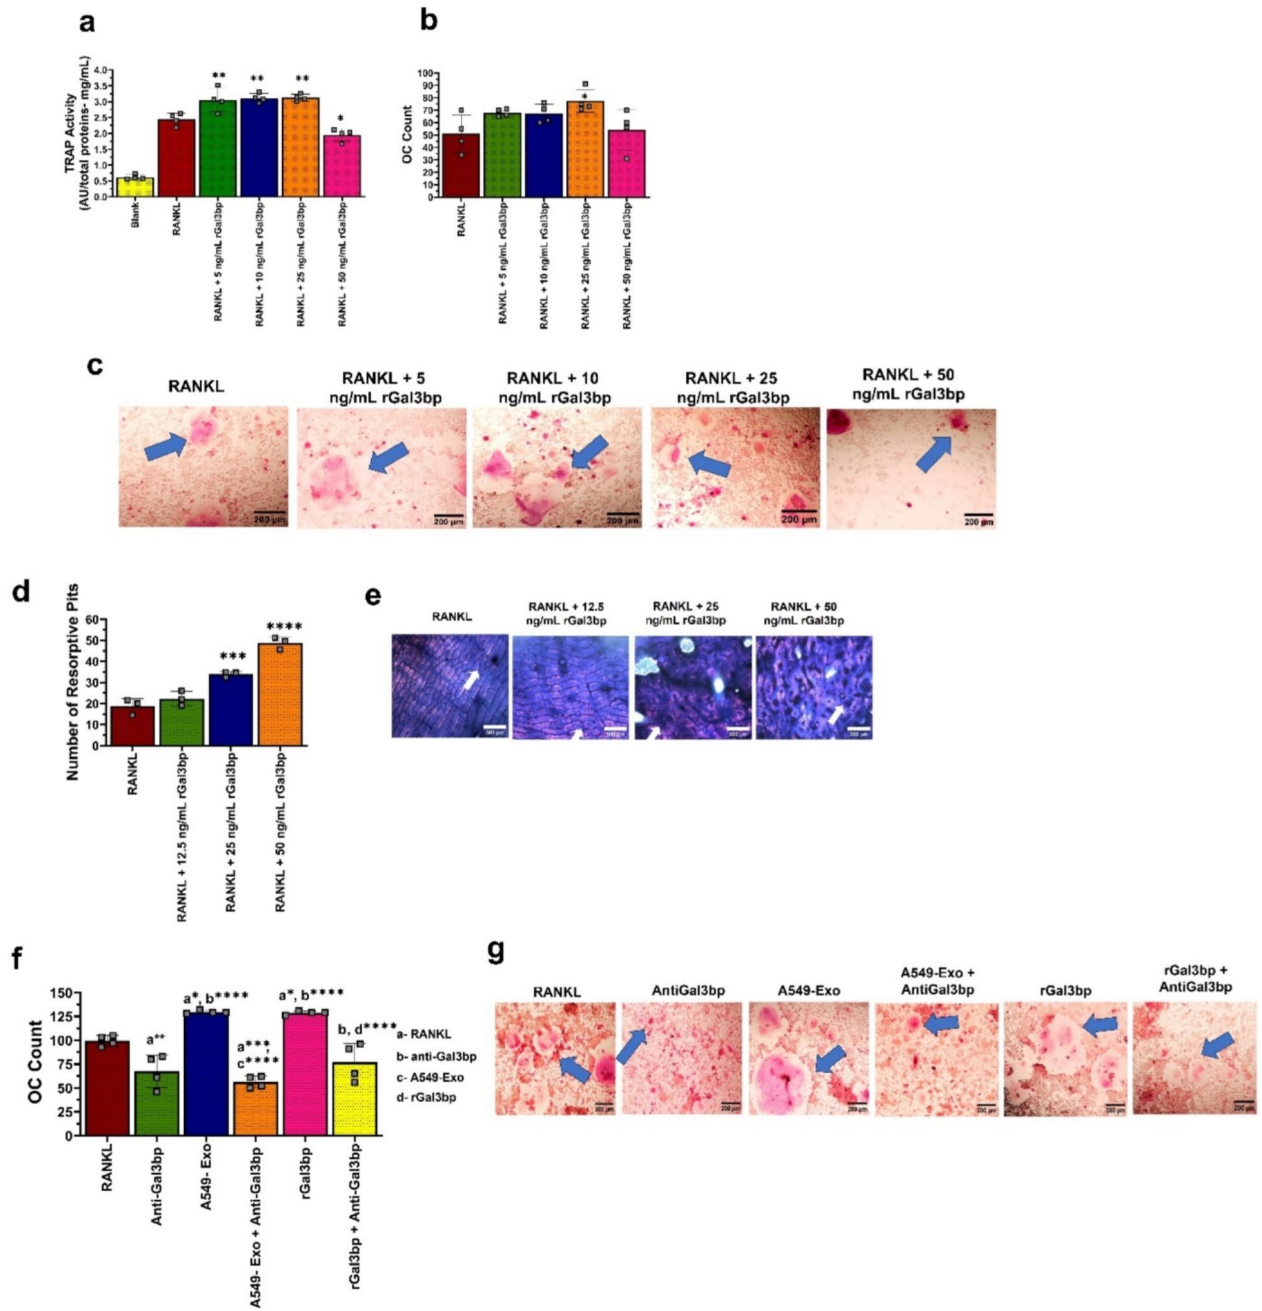 a
TRAP Activity
(AU/total proteins- mg/mL)
4.0
3.5
3.0
2.5
2.0
1.5
1.0
0.5
0.0
**
**
**
*
Blank
RANKL
RANKL + 5 ng/mL rGal3bp
RANKL + 10 ng/mL rGal3bp
RANKL + 25 ng/mL rGal3bp
RANKL + 50 ng/mL rGal3bp
b
OC Count
100
90
80
70
60
50
40
30
20
10
0
*
RANKL
RANKL + 5 ng/mL rGal3bp
RANKL + 10 ng/mL rGal3bp
RANKL + 25 ng/mL rGal3bp
RANKL + 50 ng/mL rGal3bp
c
RANKL
RANKL + 5
ng/mL rGal3bp
RANKL + 10
ng/mL rGal3bp
RANKL + 25
ng/mL rGal3bp
RANKL + 50
ng/mL rGal3bp
200 µm
200 µm
200 µm
200 µm
200 µm
d
Number of Resorptive Pits
60
50
40
30
20
10
0
***
****
RANKL
RANKL + 12.5 ng/mL rGal3bp
RANKL + 25 ng/mL rGal3bp
RANKL + 50 ng/mL rGal3bp
e
RANKL
RANKL + 12.5
ng/mL rGal3bp
RANKL + 25
ng/mL rGal3bp
RANKL + 50
ng/mL rGal3bp
f
OC Count
150
125
100
75
50
25
0
a**
a*, b****
a***,
c****
a*, b****
b, d****
a- RANKL
b- anti-Gal3bp
c- A549-Exo
d- rGal3bp
RANKL
Anti-Gal3bp
A549- Exo
A549- Exo + Anti-Gal3bp
rGal3bp
rGal3bp + Anti-Gal3bp
g
RANKL
AntiGal3bp
A549-Exo
A549-Exo +
AntiGal3bp
rGal3bp
rGal3bp +
AntiGal3bp
200 µm
200 µm
200 µm
200 µm
200 µm
200 µm